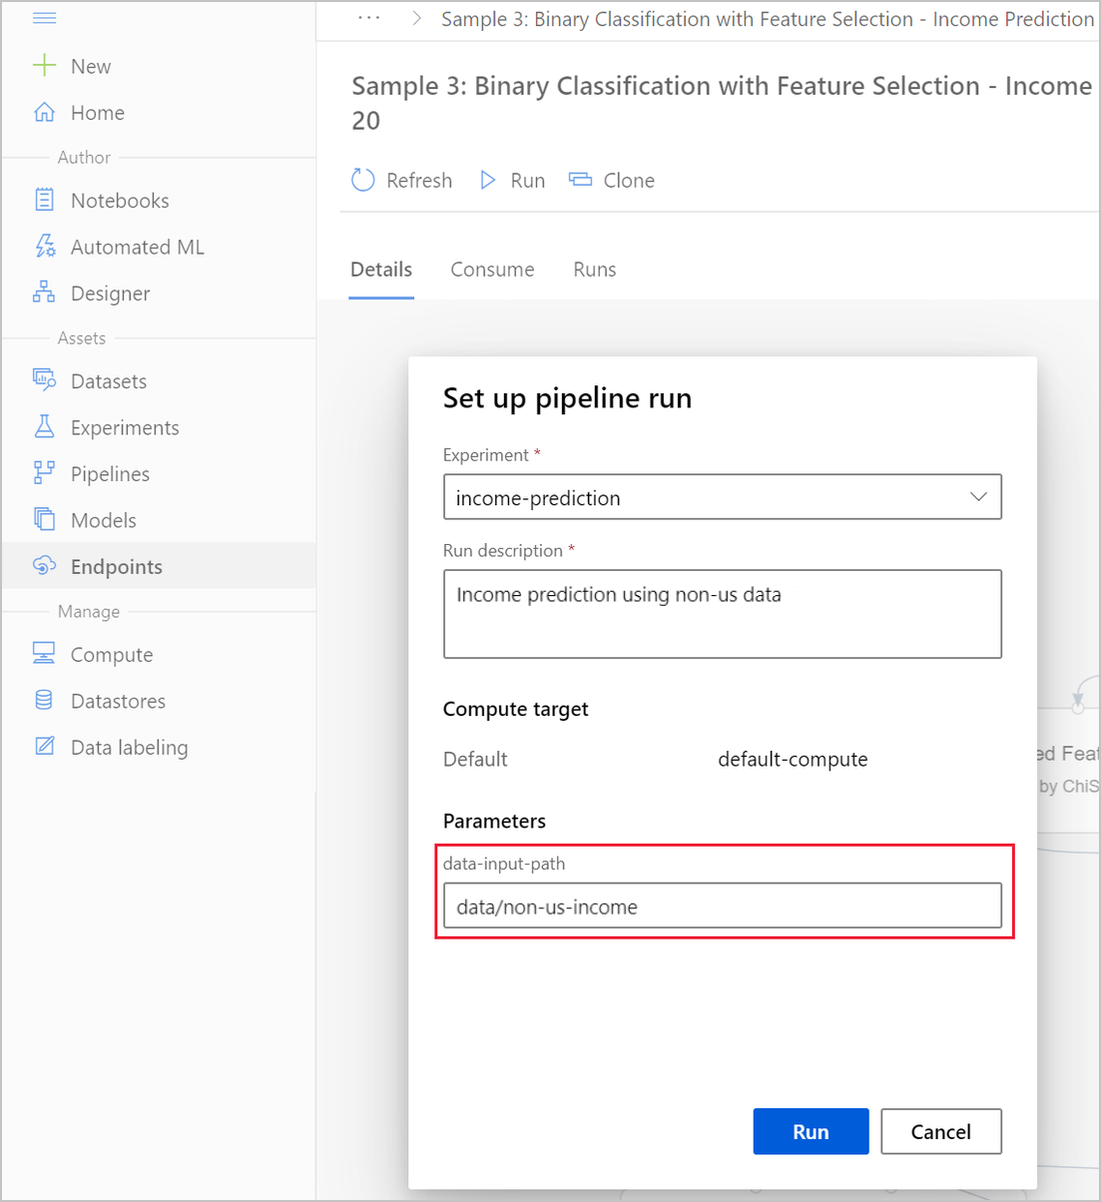 ... > Sample 3: Binary Classification with Feature Selection - Income Prediction
New
Home
Author
Notebooks
Automated ML
Designer
Assets
Datasets
Experiments
Pipelines
Models
Endpoints
Manage
Compute
Datastores
Data labeling
Sample 3: Binary Classification with Feature Selection - Income
20
Refresh Run Clone
Details Consume Runs
Set up pipeline run
Experiment *
income-prediction
Run description *
Income prediction using non-us data
Compute target
Default default-compute
Parameters
data-input-path
data/non-us-income
Run Cancel
ed Feat
by ChiS